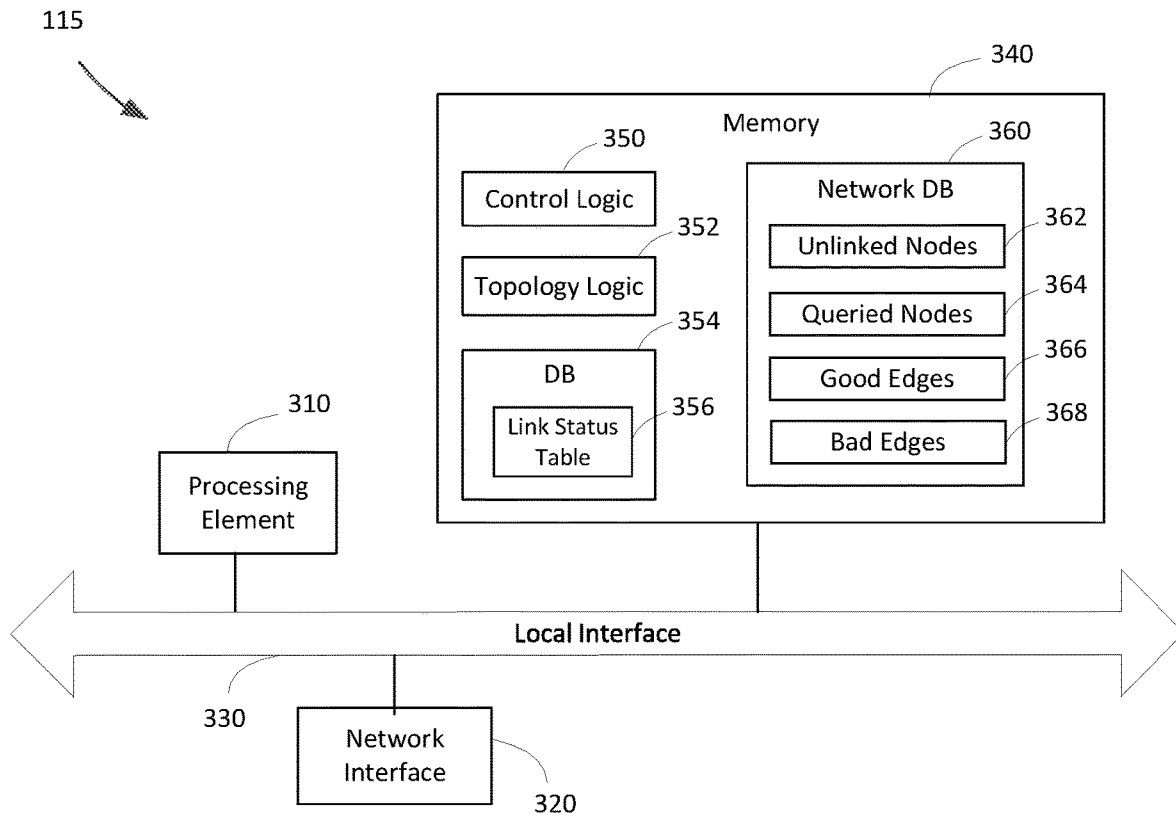 115
340
Memory
350
Control Logic
352
Topology Logic
354
DB
356
Link Status
Table
360
Network DB
362
Unlinked Nodes
364
Queried Nodes
366
Good Edges
368
Bad Edges
310
Processing
Element
Local Interface
330
Network
Interface
320